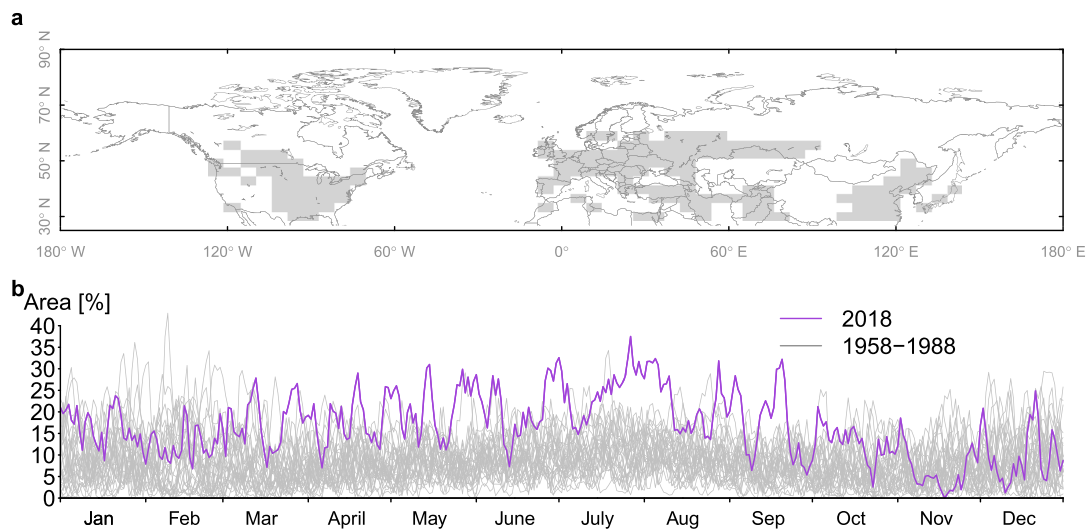 a
90° N
70° N
50° N
30° N
180° W 120° W 60° W 0° 60° E 120° E 180° E
b
Area [%]
40
35
30
25
20
15
10
5
0
2018
1958−1988
Jan Feb Mar April May June July Aug Sep Oct Nov Dec